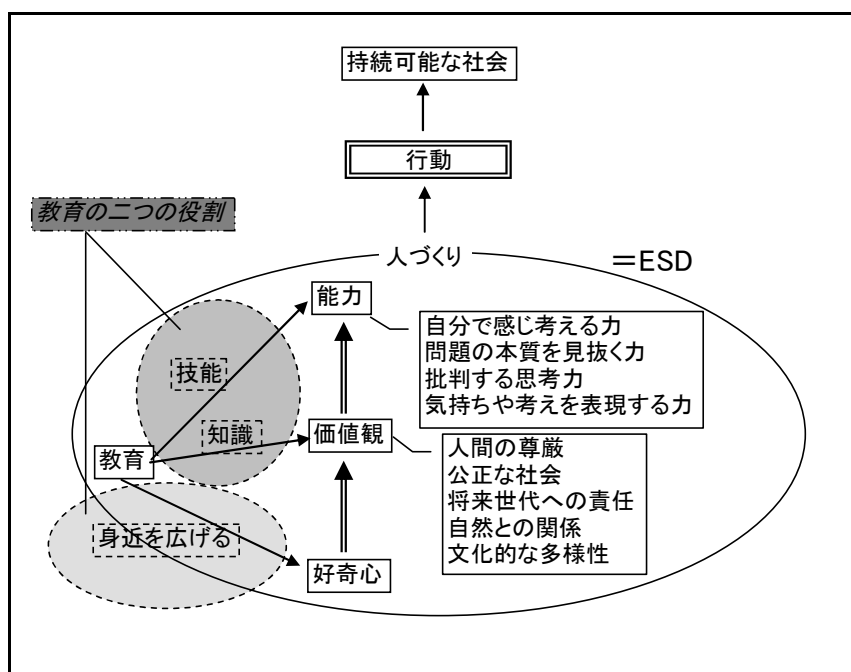 持続可能な社会
行動
教育の二つの役割
人づくり
=ESD
能力
自分で感じ考える力
問題の本質を見抜く力
批判する思考力
気持ちや考えを表現する力
技能
知識
価値観
教育
人間の尊厳
公正な社会
将来世代への責任
自然との関係
文化的な多様性
身近を広げる
好奇心